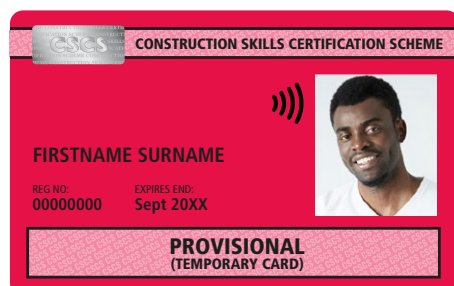 CSCS
CONSTRUCTION SKILLS CERTIFICATION SCHEME
FIRSTNAME SURNAME
REG NO:
EXPIRES END:
00000000
Sept 20XX
PROVISIONAL
(TEMPORARY CARD)